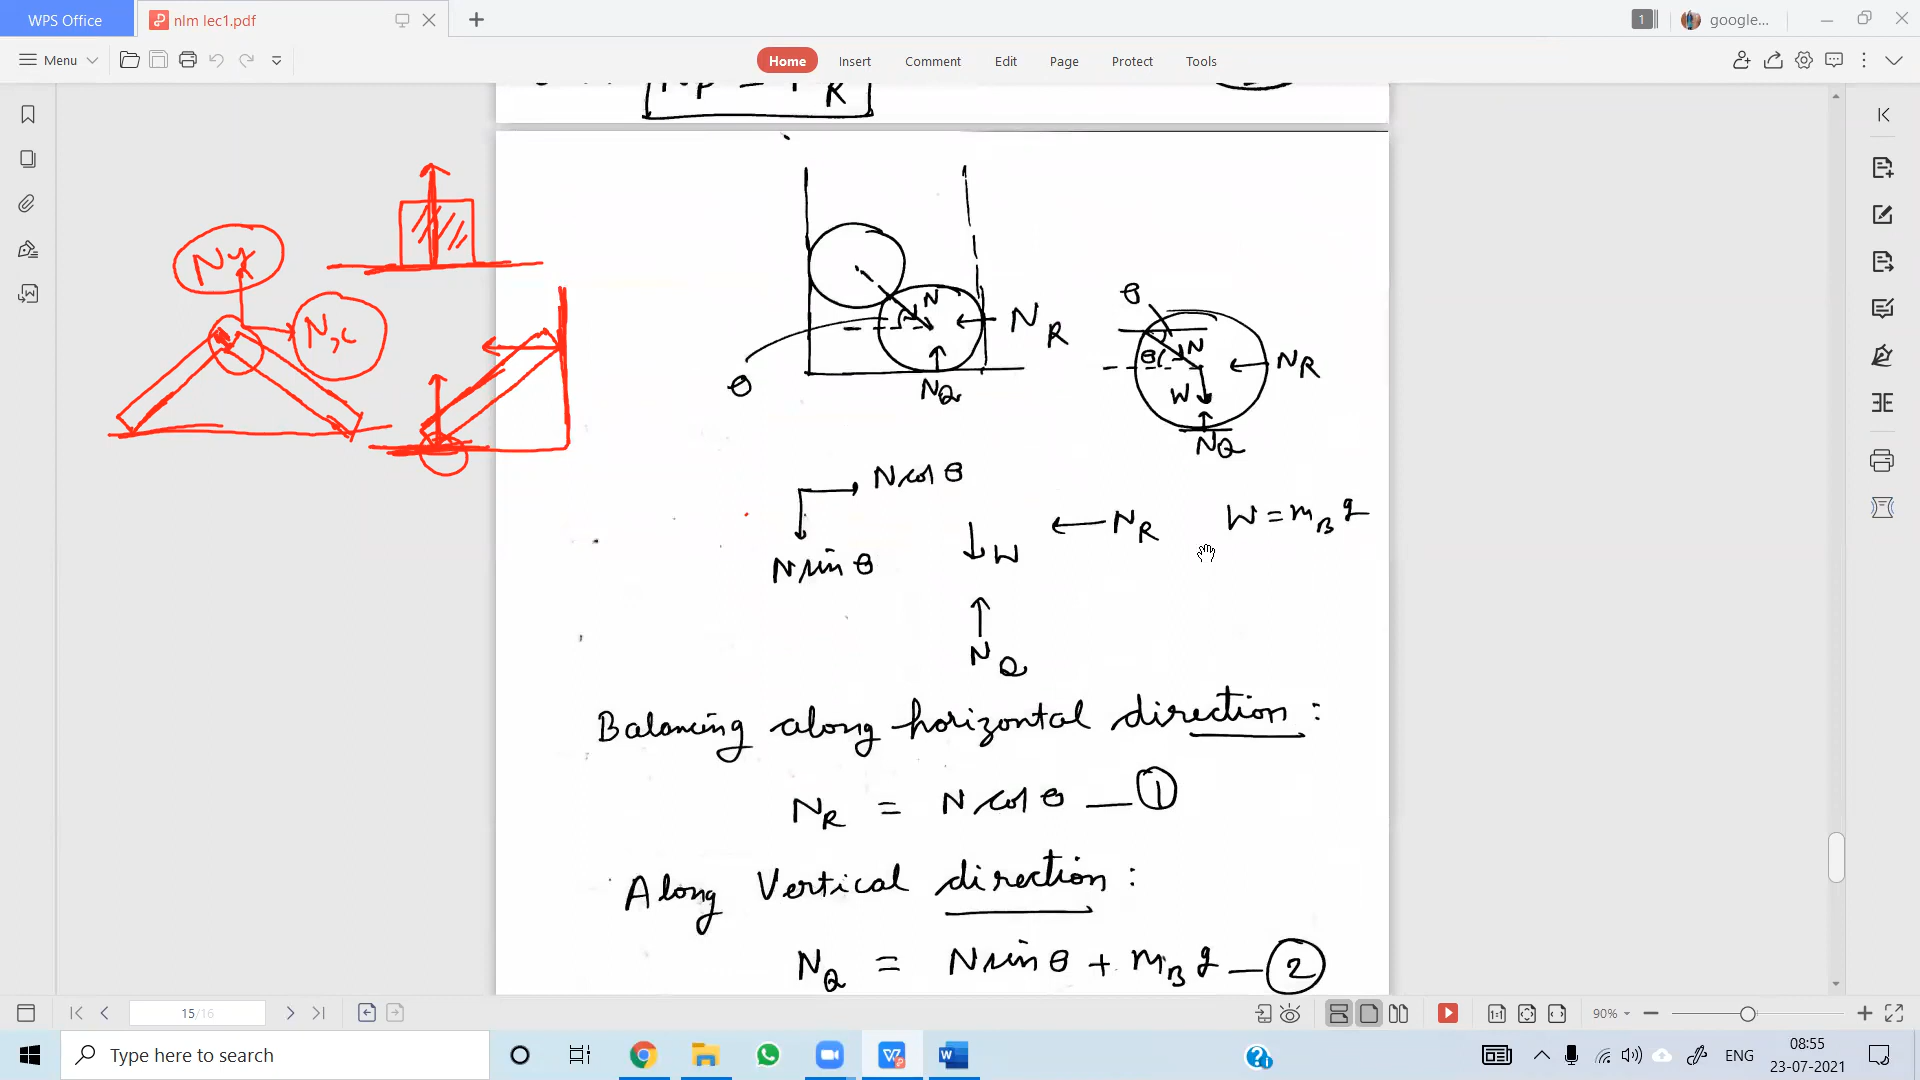 WPS Office
nlm lec1.pdf
1
google...
Menu
Home
Insert
Comment
Edit
Page
Protect
Tools
R
N
N_R
θ
N_Q
θ
θ
N
N_R
W
N_Q
N cos θ
N sin θ
W
N_R
W = m_B g
N_Q
Balancing along horizontal direction :
N_R = N cos θ — 1
Along Vertical direction :
N_Q = N sin θ + m_B g — 2
15/16
90%
Type here to search
ENG
08:55
23-07-2021